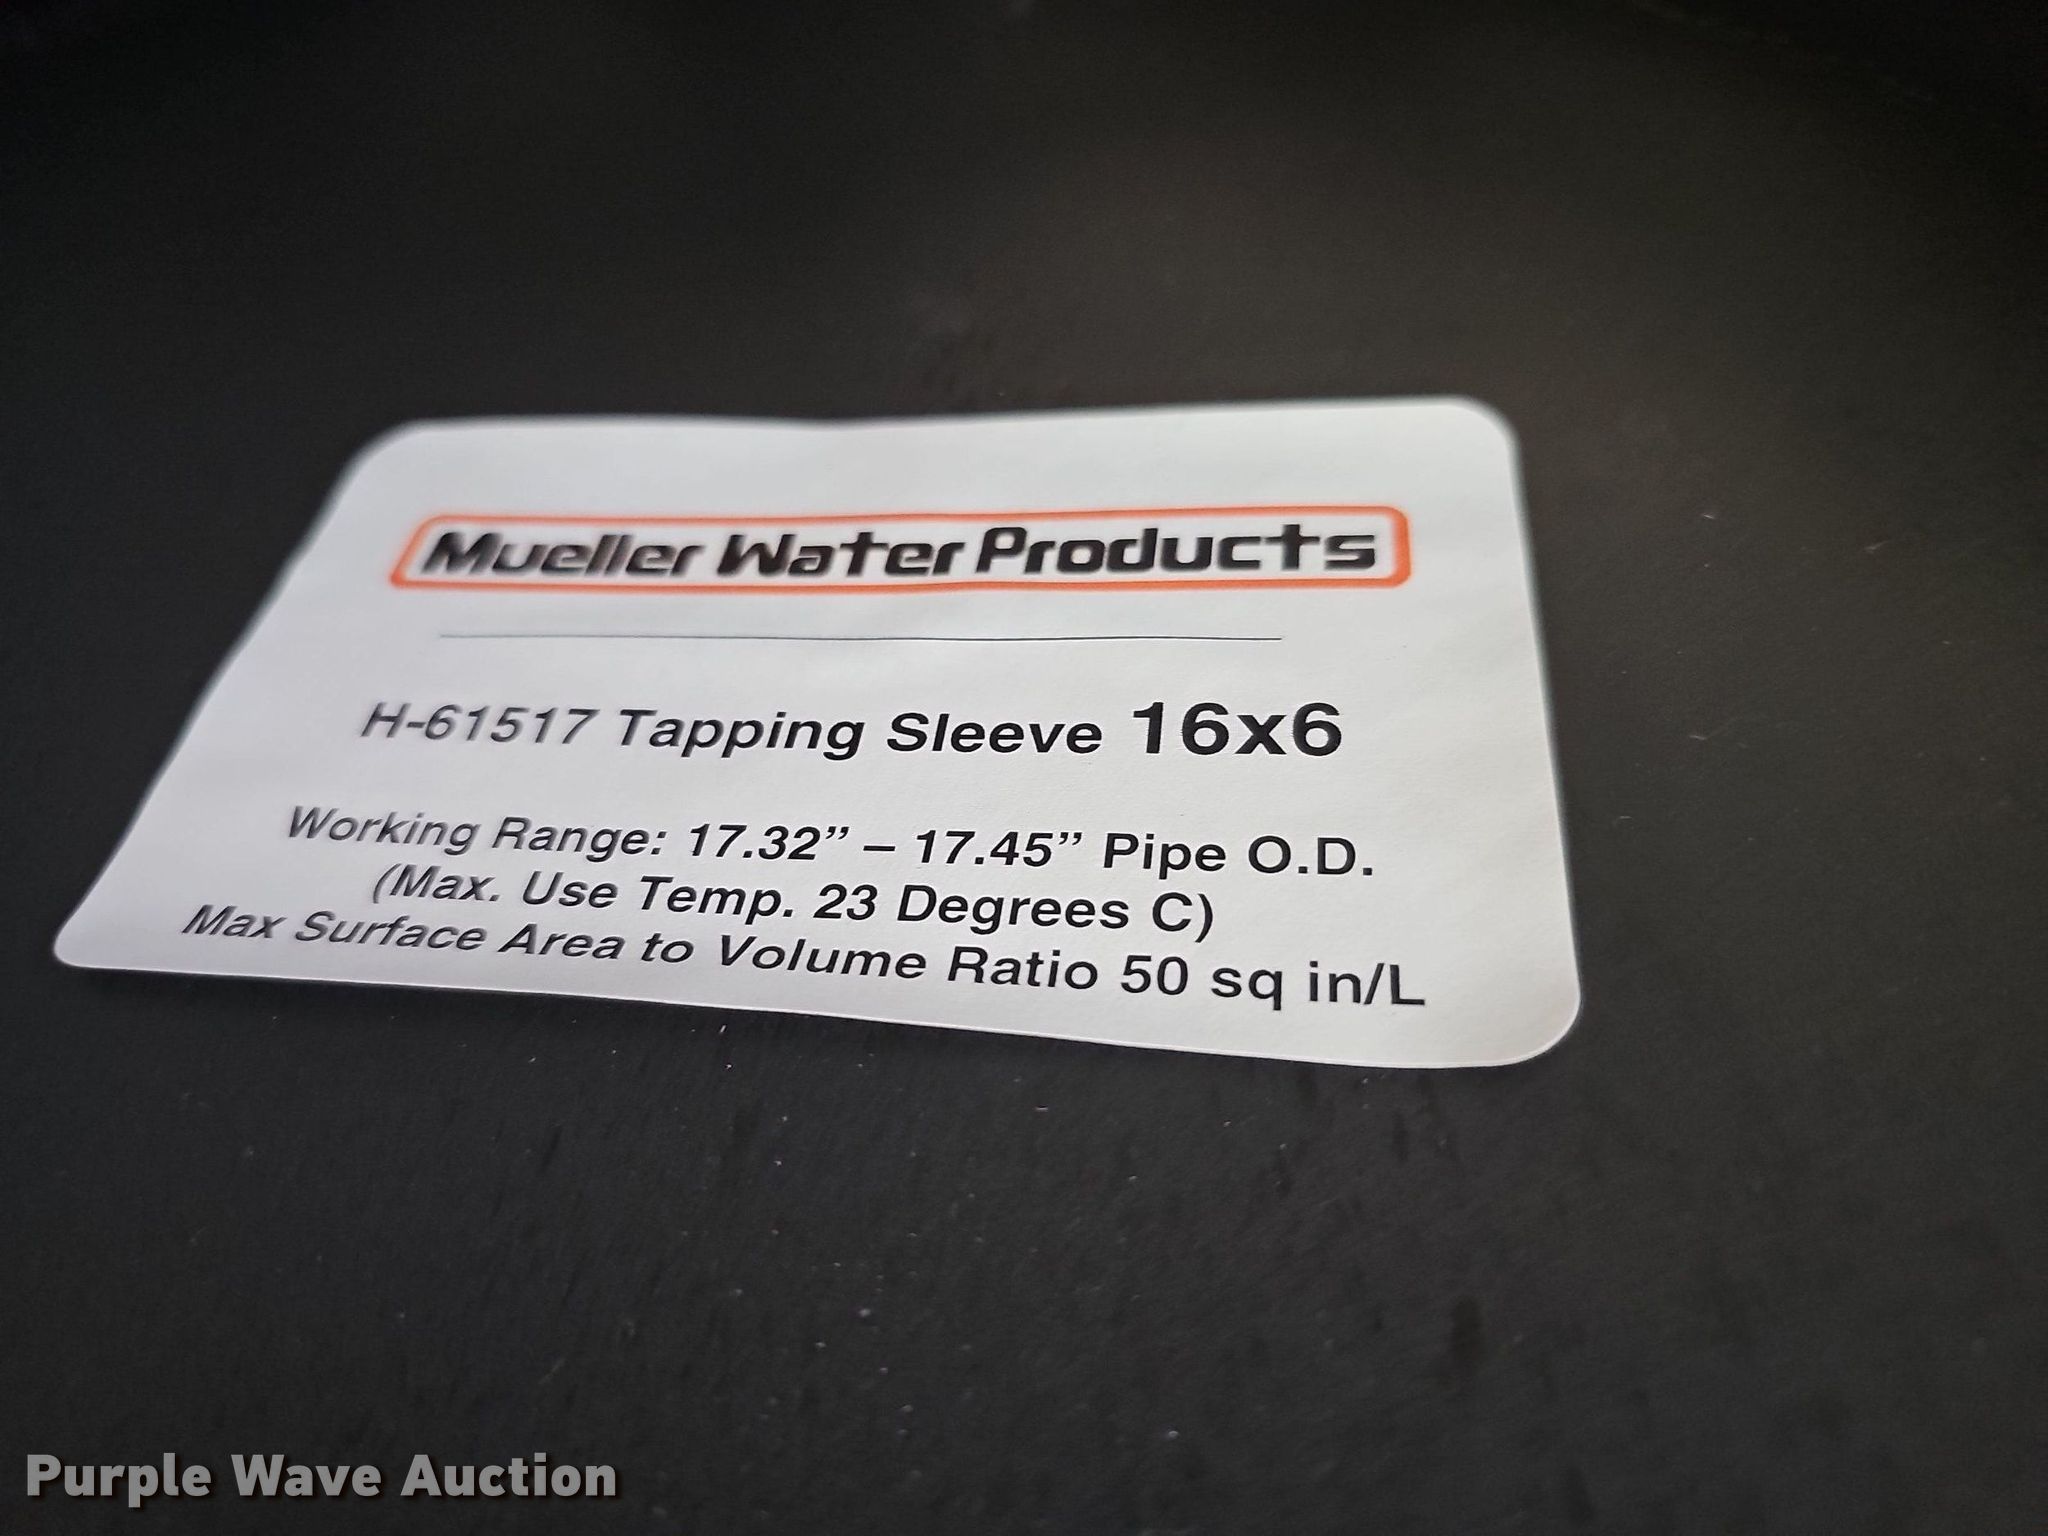 Mueller Water Products
H-61517 Tapping Sleeve 16x6
Working Range: 17.32” – 17.45” Pipe O.D.
(Max. Use Temp. 23 Degrees C)
Max Surface Area to Volume Ratio 50 sq in/L
Purple Wave Auction